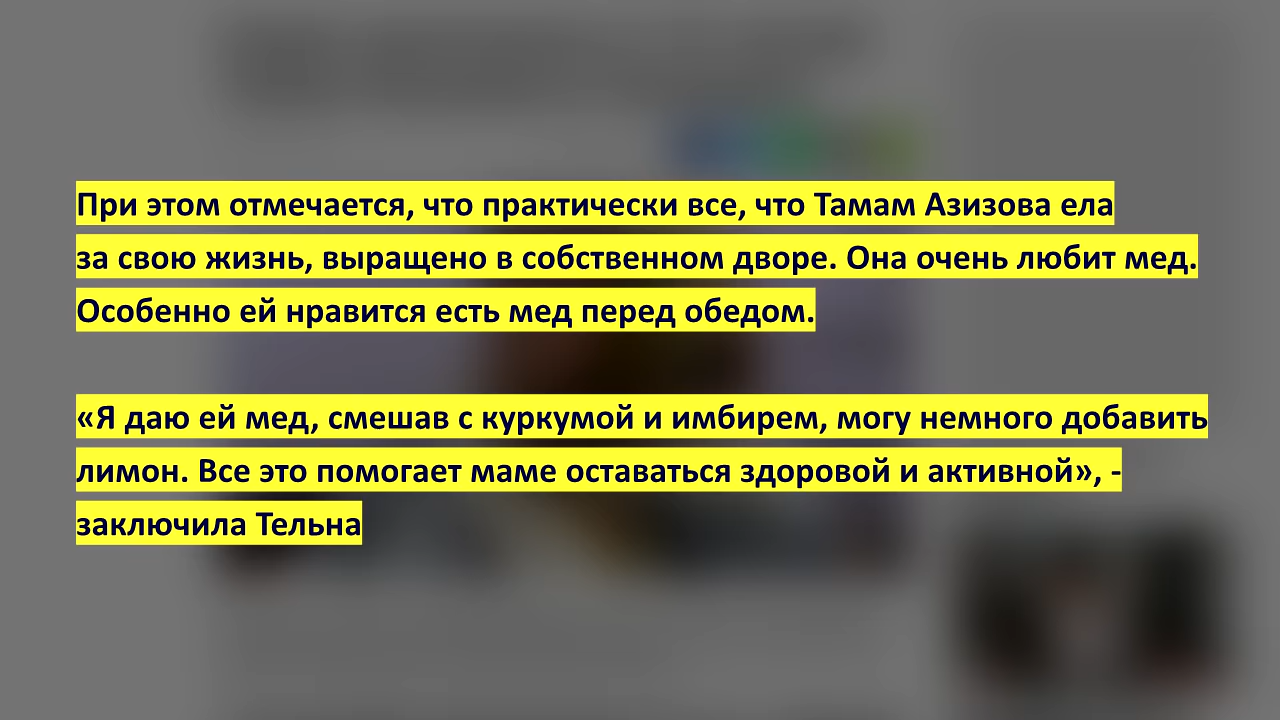 При этом отмечается, что практически все, что Тамам Азизова ела
за свою жизнь, выращено в собственном дворе. Она очень любит мед.
Особенно ей нравится есть мед перед обедом.
«Я даю ей мед, смешав с куркумой и имбирем, могу немного добавить
лимон. Все это помогает маме оставаться здоровой и активной», -
заключила Тельна